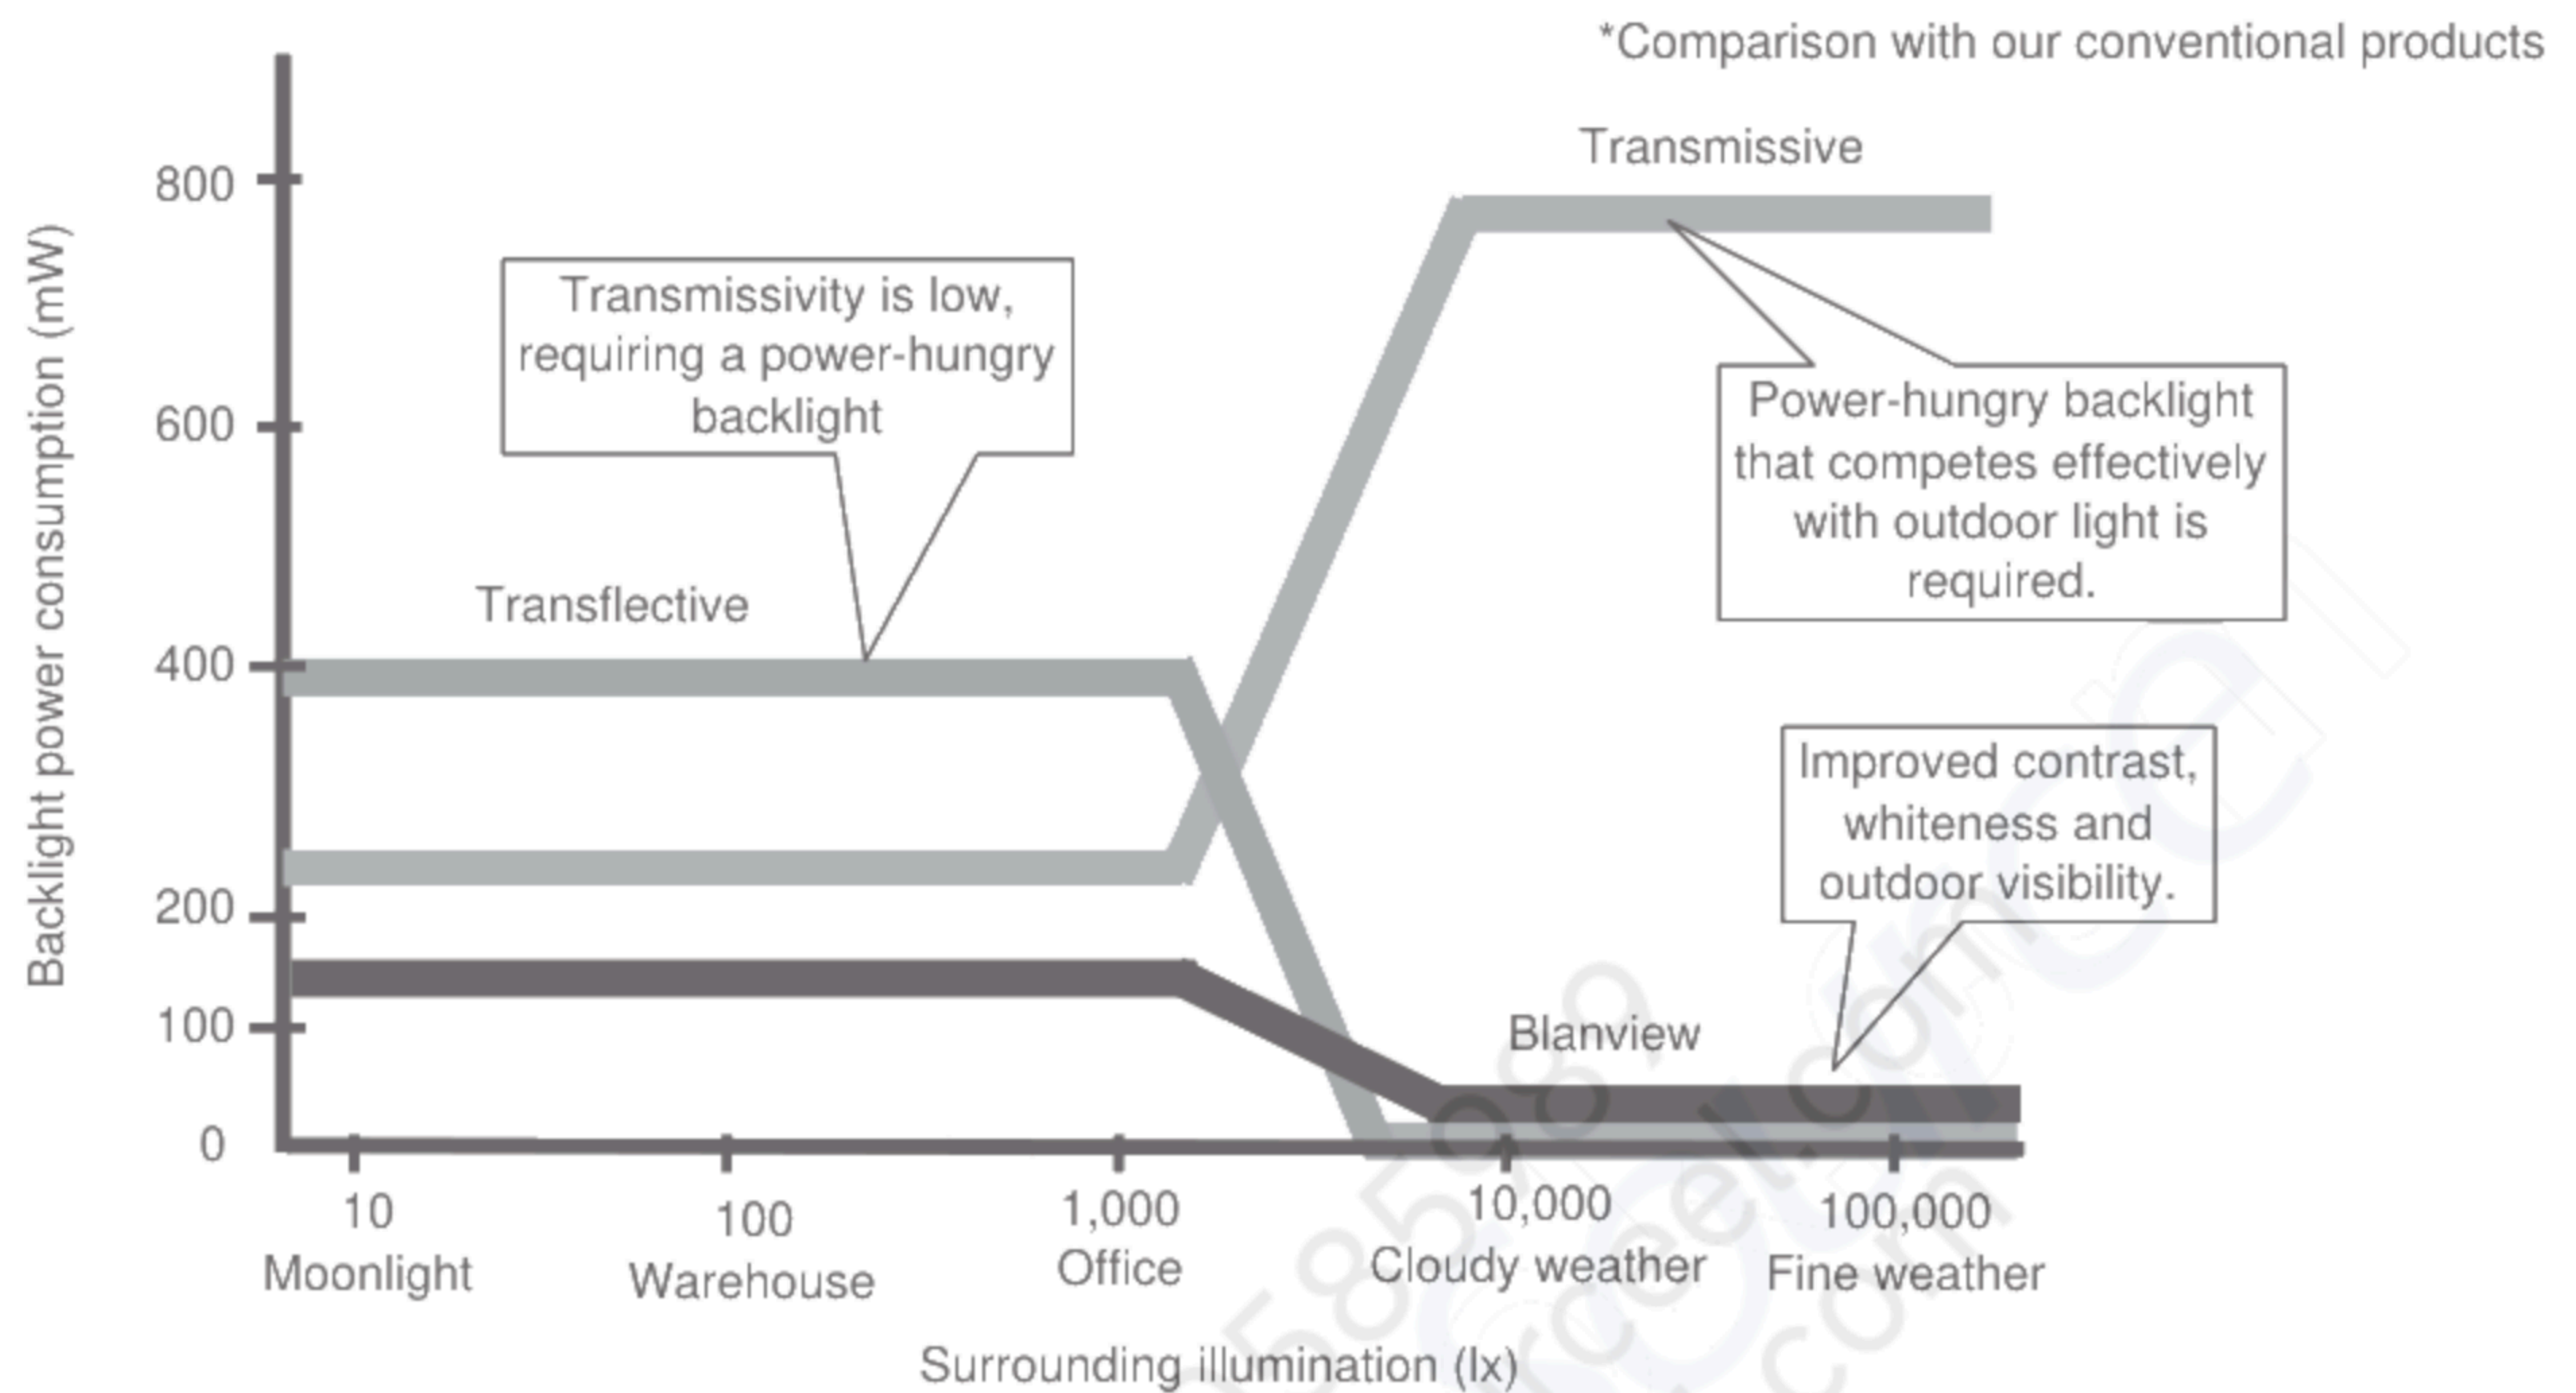 *Comparison with our conventional products
Transmissive
800
Transmissivity is low,
requiring a power-hungry
backlight
Power-hungry backlight
that competes effectively
with outdoor light is
required.
600
Transflective
400
Improved contrast,
whiteness and
outdoor visibility.
200
Blanview
100
0
Backlight power consumption (mW)
10
100
1,000
10,000
100,000
Moonlight
Warehouse
Office
Cloudy weather
Fine weather
Surrounding illumination (lx)